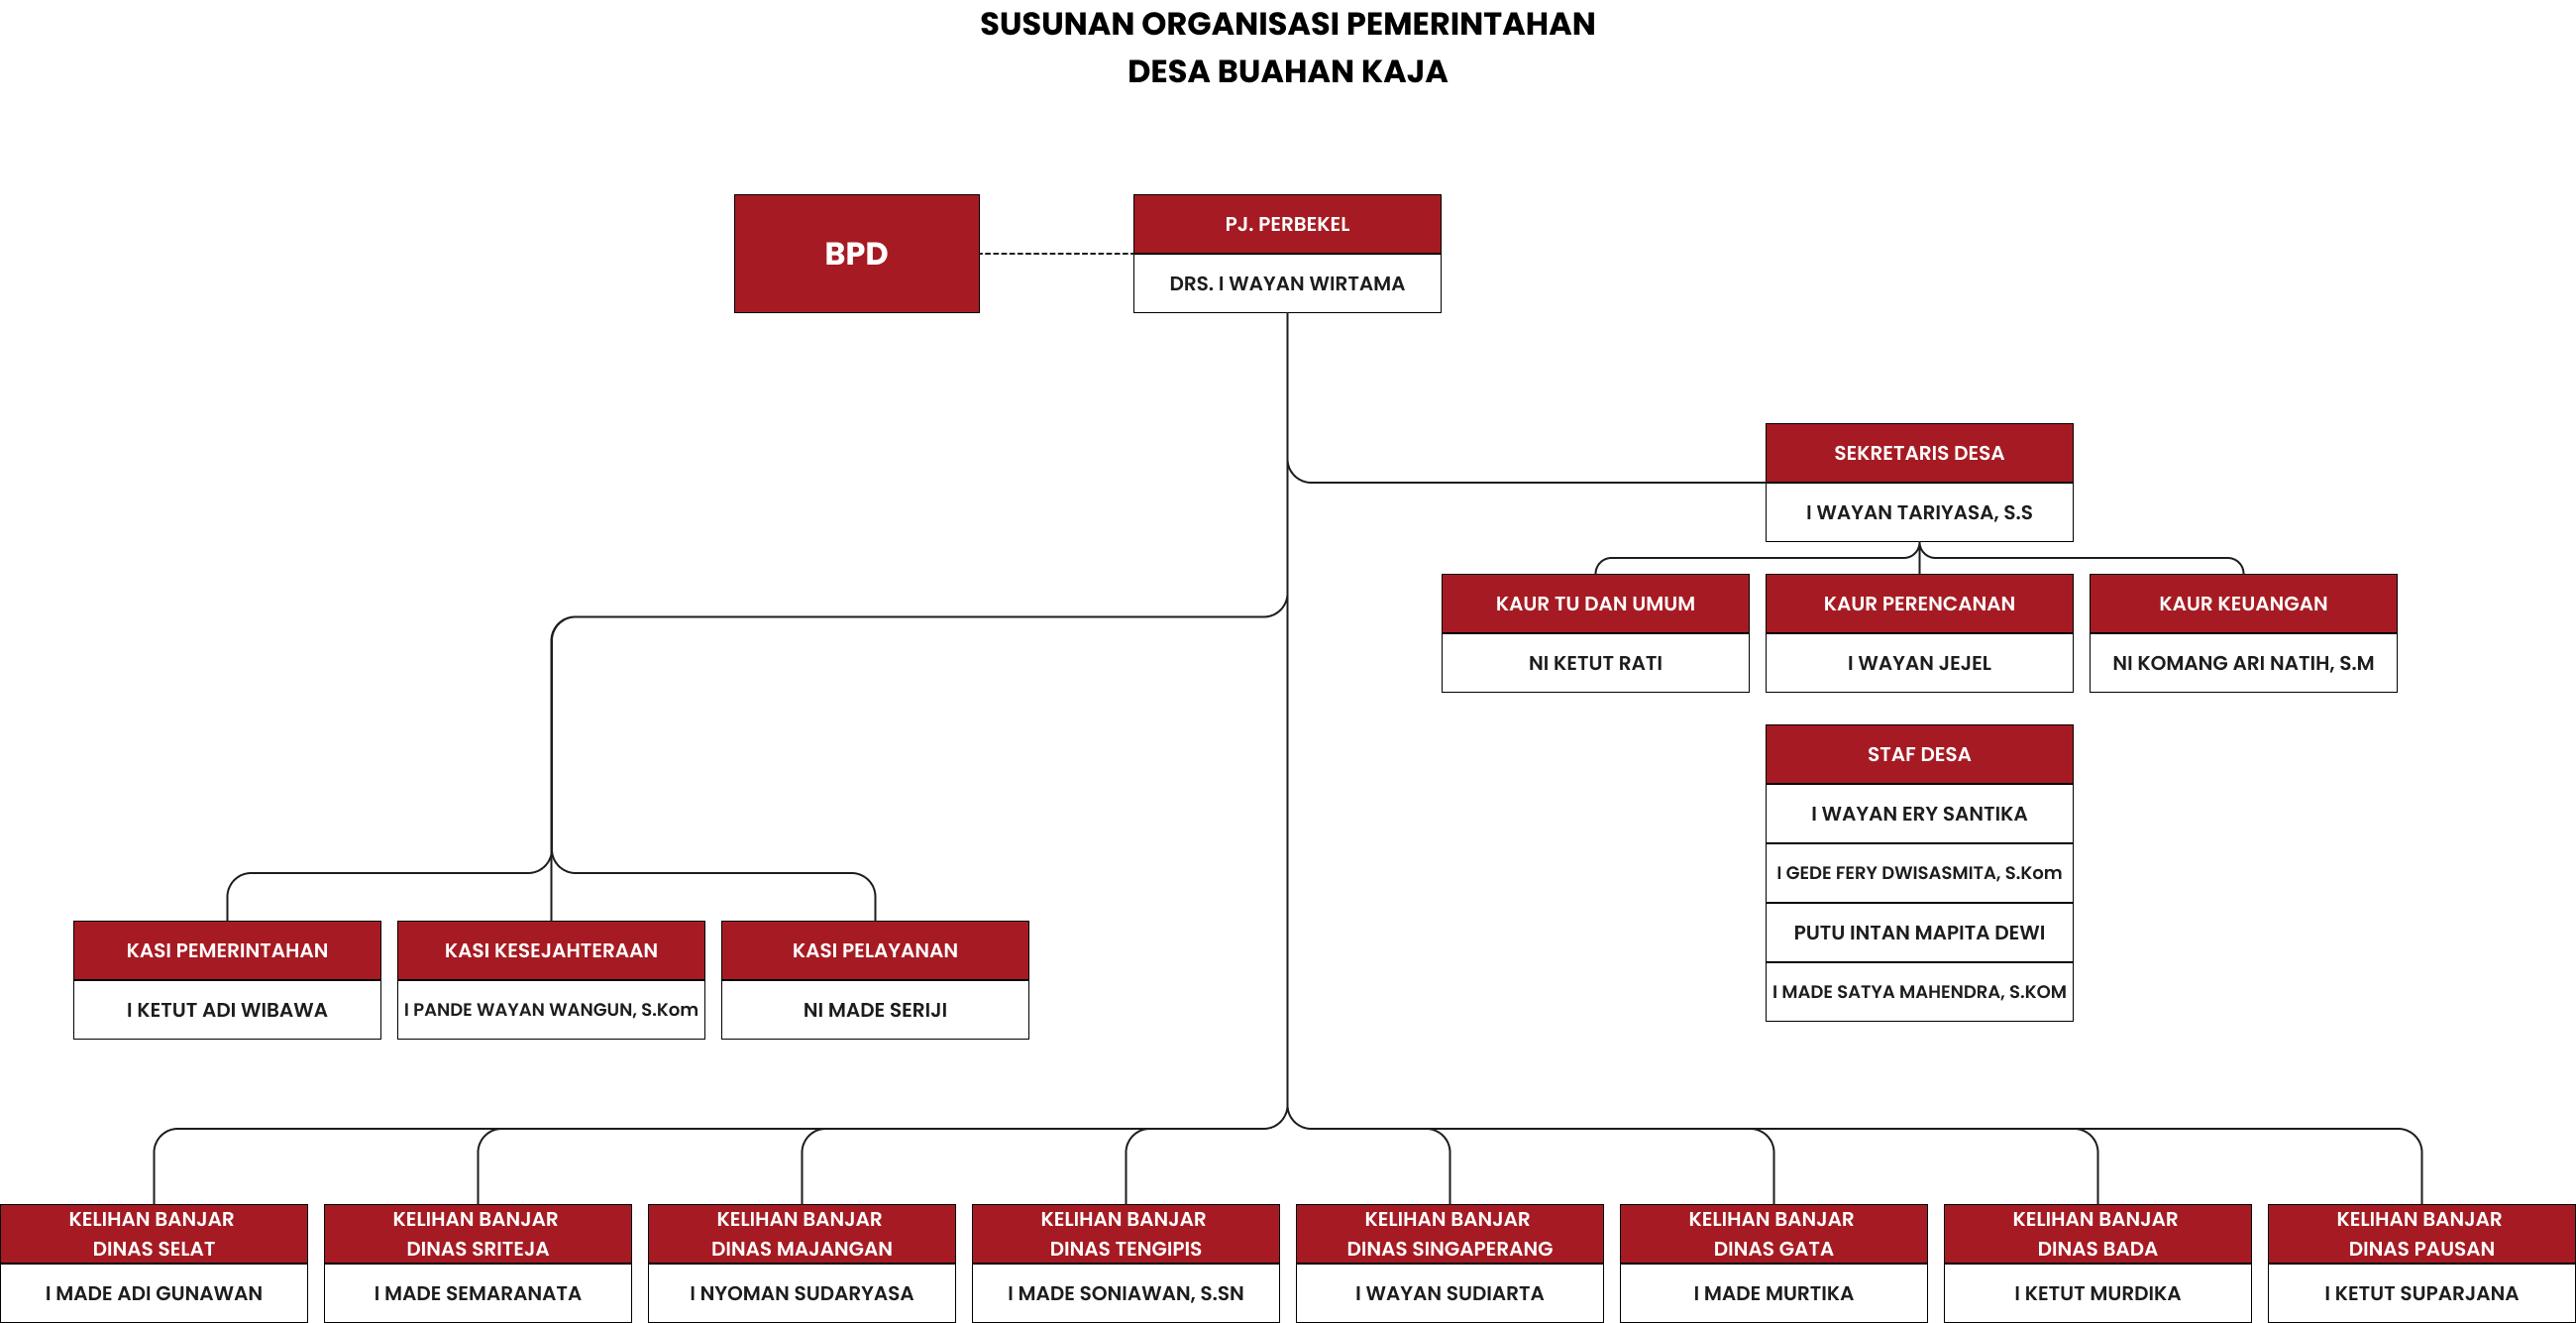 SUSUNAN ORGANISASI PEMERINTAHAN
DESA BUAHAN KAJA
BPD
PJ. PERBEKEL
DRS. I WAYAN WIRTAMA
SEKRETARIS DESA
I WAYAN TARIYASA, S.S
KAUR TU DAN UMUM
NI KETUT RATI
KAUR PERENCANAN
I WAYAN JEJEL
KAUR KEUANGAN
NI KOMANG ARI NATIH, S.M
STAF DESA
I WAYAN ERY SANTIKA
I GEDE FERY DWISASMITA, S.Kom
PUTU INTAN MAPITA DEWI
I MADE SATYA MAHENDRA, S.KOM
KASI PEMERINTAHAN
I KETUT ADI WIBAWA
KASI KESEJAHTERAAN
I PANDE WAYAN WANGUN, S.Kom
KASI PELAYANAN
NI MADE SERIJI
KELIHAN BANJAR
DINAS SELAT
I MADE ADI GUNAWAN
KELIHAN BANJAR
DINAS SRITEJA
I MADE SEMARANATA
KELIHAN BANJAR
DINAS MAJANGAN
I NYOMAN SUDARYASA
KELIHAN BANJAR
DINAS TENGIPIS
I MADE SONIAWAN, S.SN
KELIHAN BANJAR
DINAS SINGAPERANG
I WAYAN SUDIARTA
KELIHAN BANJAR
DINAS GATA
I MADE MURTIKA
KELIHAN BANJAR
DINAS BADA
I KETUT MURDIKA
KELIHAN BANJAR
DINAS PAUSAN
I KETUT SUPARJANA